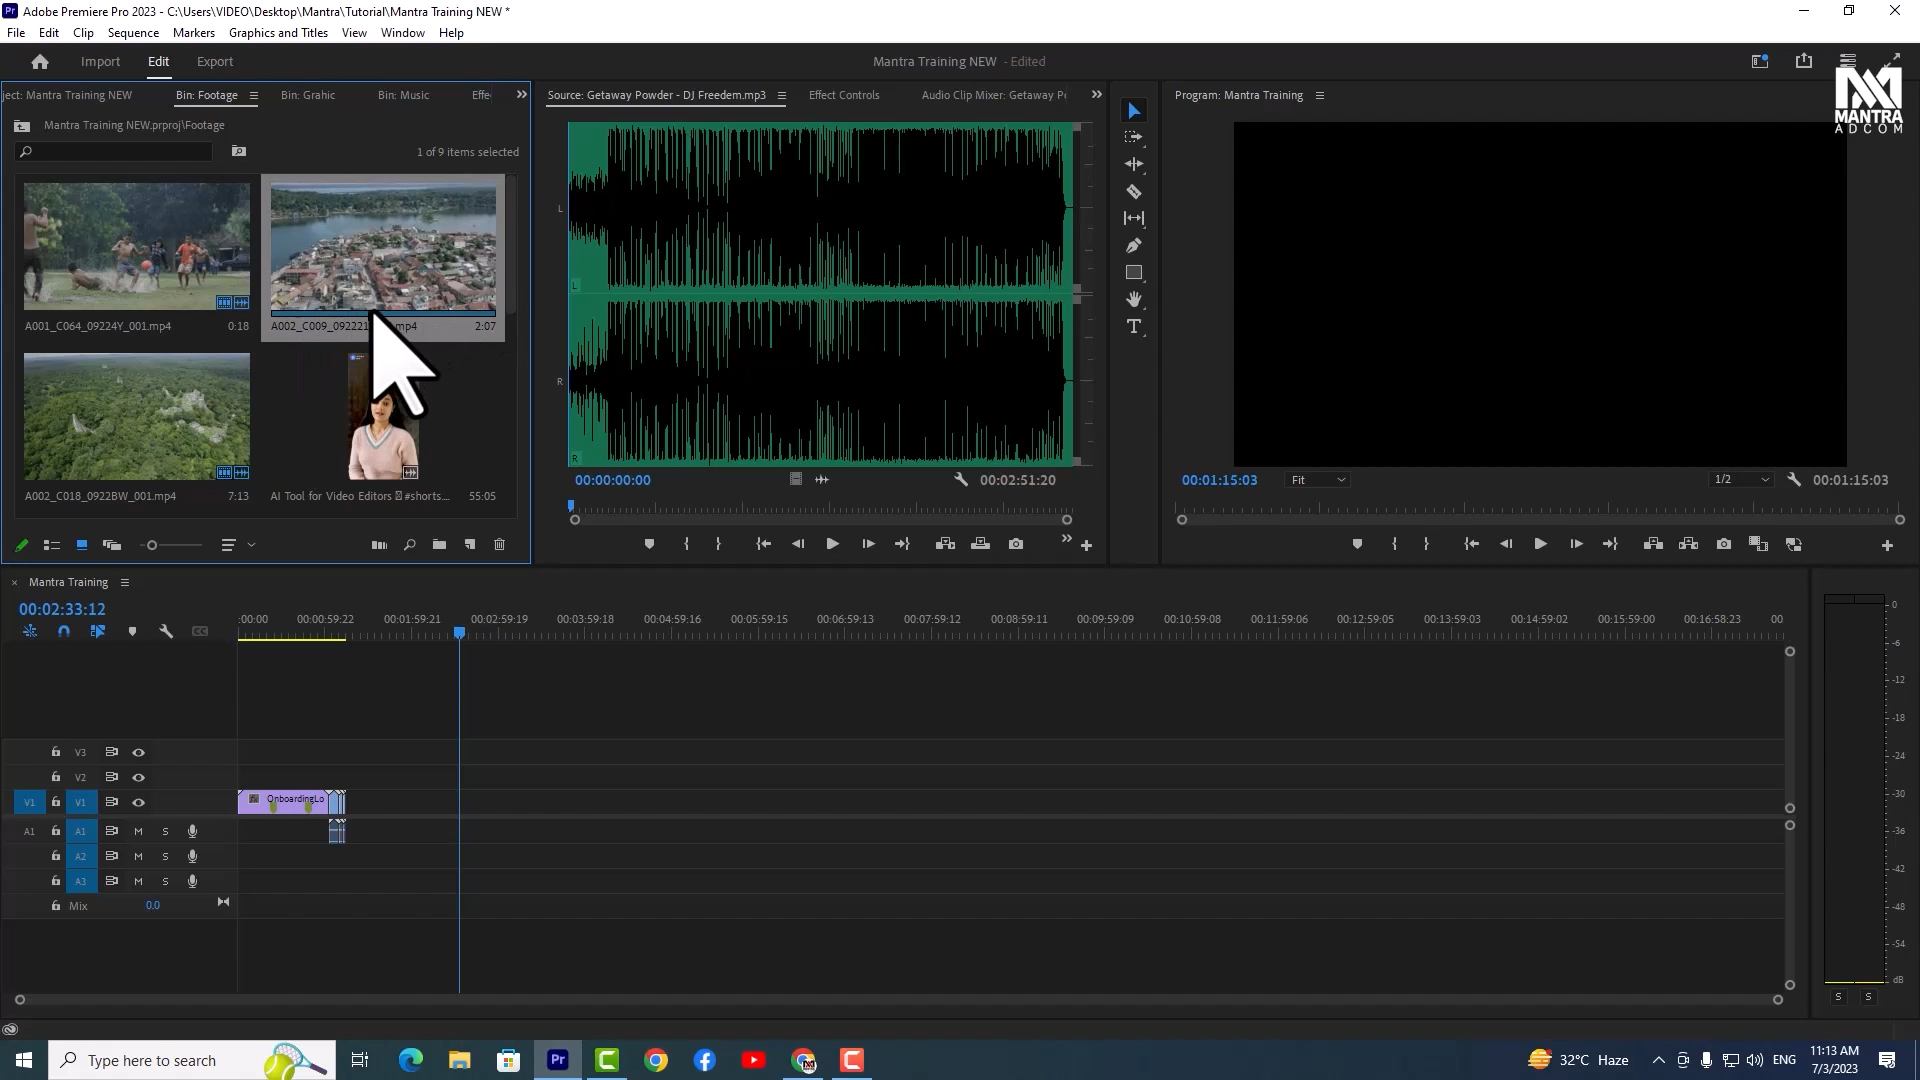 Adobe Premiere Pro 2023 - C:\Users\VIDEO\Desktop\Mantra\Tutorial\Mantra Training NEW *
File Edit Clip Sequence Markers Graphics and Titles View Window Help
Import Edit Export
Mantra Training NEW - Edited
MANTRA
ADCOM
ject: Mantra Training NEW Bin: Footage Bin: Grahic Bin: Music Effe
Mantra Training NEW.prproj\Footage
1 of 9 items selected
A001_C064_09224Y_001.mp4 0:18
2:07
A002_C018_0922BW_001.mp4 7:13
AI Tool for Video Editors #shorts... 55:05
Source: Getaway Powder - DJ Freedem.mp3 Effect Controls Audio Clip Mixer: Getaway P
L
L
R
R
00:00:00:00 00:02:51:20
T
Program: Mantra Training
00:01:15:03 Fit 1/2 00:01:15:03
× Mantra Training
00:02:33:12
:00:00 00:00:59:22 00:01:59:21 00:02:59:19 00:03:59:18 00:04:59:16 00:05:59:15 00:06:59:13 00:07:59:12 00:08:59:11 00:09:59:09 00:10:59:08 00:11:59:06 00:12:59:05 00:13:59:03 00:14:59:02 00:15:59:00 00:16:58:23 00
V3
V2
V1 V1 OnboardingLo
A1 A1 M S
A2 M S
A3 M S
Mix 0.0
0
-6
-12
-18
-24
-30
-36
-42
-48
-54
dB
S S
Type here to search
Pr
32°C Haze ENG 11:13 AM
7/3/2023